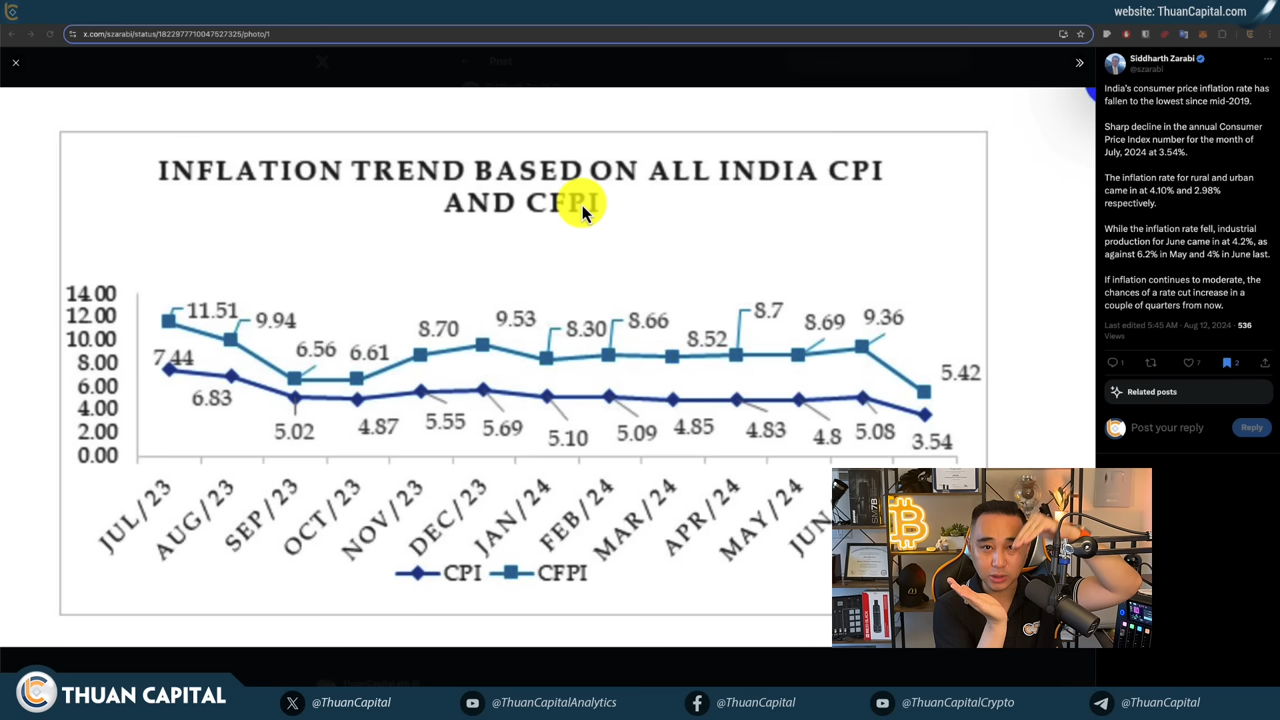 website: ThuanCapital.com
x.com/szarabi/status/1822977710047527325/photo/1
Post
INFLATION TREND BASED ON ALL INDIA CPI
AND CFPI
14.00
12.00
10.00
8.00
6.00
4.00
2.00
0.00
11.51
9.94
6.56
6.61
8.70
9.53
8.30
8.66
8.52
8.7
8.69
9.36
5.42
7.44
6.83
5.02
4.87
5.55
5.69
5.10
5.09
4.85
4.83
4.8
5.08
3.54
JUL/23
AUG/23
SEP/23
OCT/23
NOV/23
DEC/23
JAN/24
FEB/24
MAR/24
APR/24
MAY/24
JUN
CPI
CFPI
Siddharth Zarabi
@szarabi
India's consumer price inflation rate has
fallen to the lowest since mid-2019.
Sharp decline in the annual Consumer
Price Index number for the month of
July, 2024 at 3.54%.
The inflation rate for rural and urban
came in at 4.10% and 2.98%
respectively.
While the inflation rate fell, industrial
production for June came in at 4.2%, as
against 6.2% in May and 4% in June last.
If inflation continues to moderate, the
chances of a rate cut increase in a
couple of quarters from now.
Last edited 5:45 AM · Aug 12, 2024 · 536
Views
1
7
2
Related posts
Post your reply
Reply
SM7B
THUAN CAPITAL
@ThuanCapital
@ThuanCapitalAnalytics
@ThuanCapital
@ThuanCapitalCrypto
@ThuanCapital